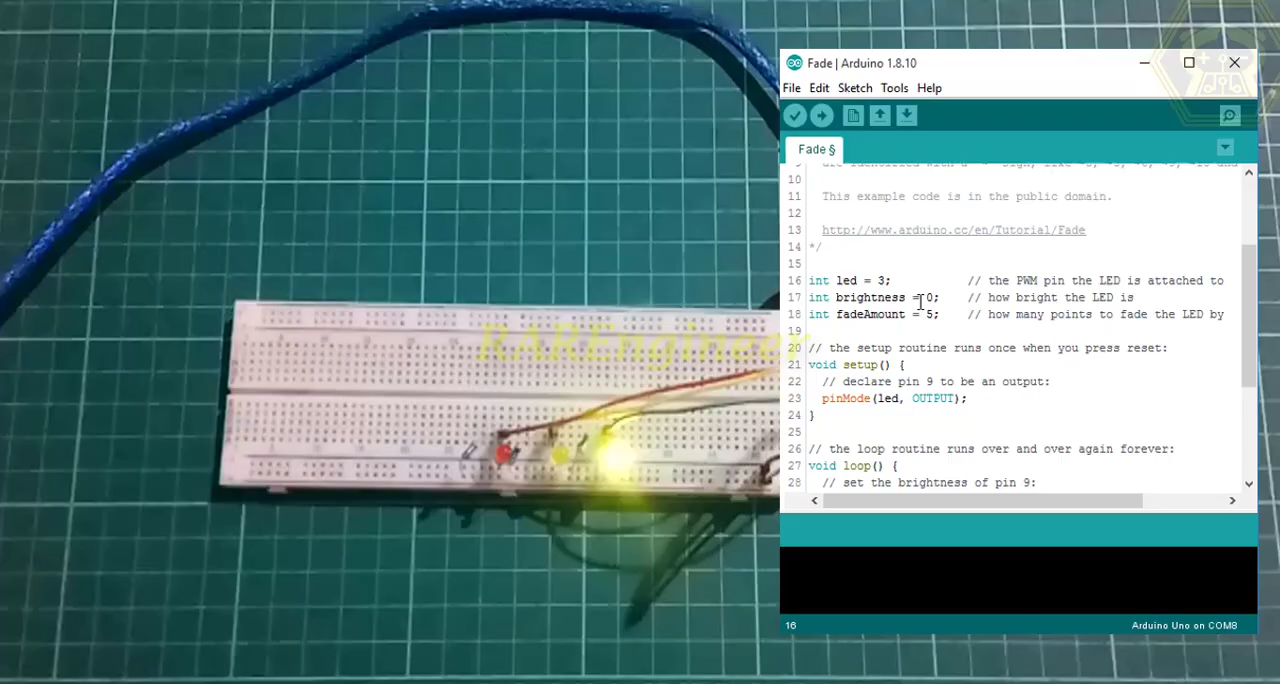 Fade | Arduino 1.8.10
File Edit Sketch Tools Help
Fade §
9
10
11 This example code is in the public domain.
12
13 http://www.arduino.cc/en/Tutorial/Fade
14 */
15
16 int led = 3; // the PWM pin the LED is attached to
17 int brightness = 0; // how bright the LED is
18 int fadeAmount = 5; // how many points to fade the LED by
19
20 // the setup routine runs once when you press reset:
21 void setup() {
22 // declare pin 9 to be an output:
23 pinMode(led, OUTPUT);
24 }
25
26 // the loop routine runs over and over again forever:
27 void loop() {
28 // set the brightness of pin 9:
16 Arduino Uno on COM8
RAREngineer